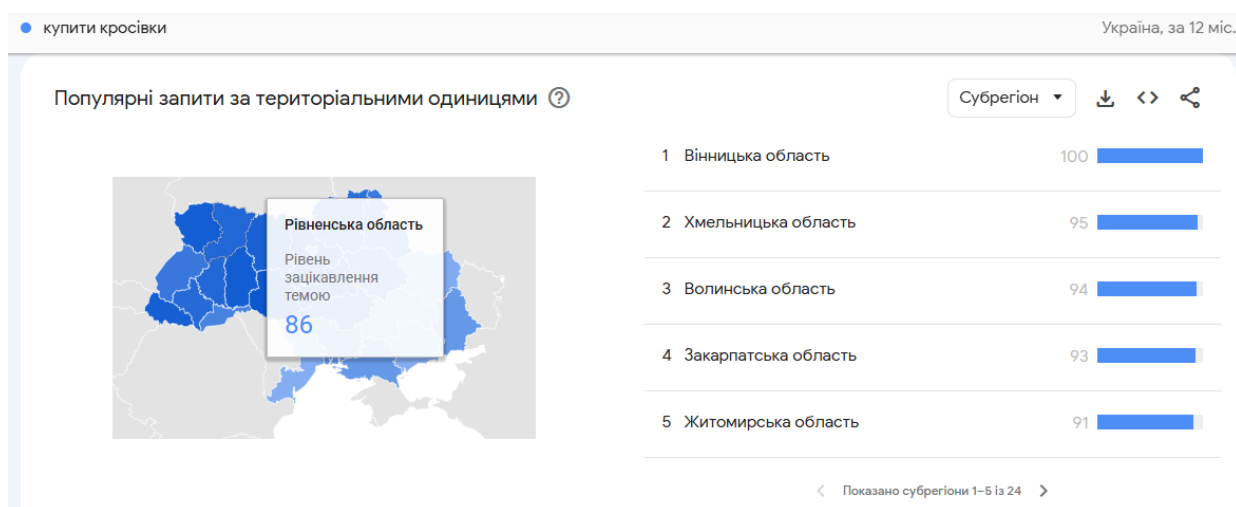 купити кросівки
Україна, за 12 міс.
Популярні запити за територіальними одиницями
Субрегіон
Рівненська область
Рівень
зацікавлення
темою
86
1 Вінницька область 100
2 Хмельницька область 95
3 Волинська область 94
4 Закарпатська область 93
5 Житомирська область 91
Показано субрегіони 1–5 із 24